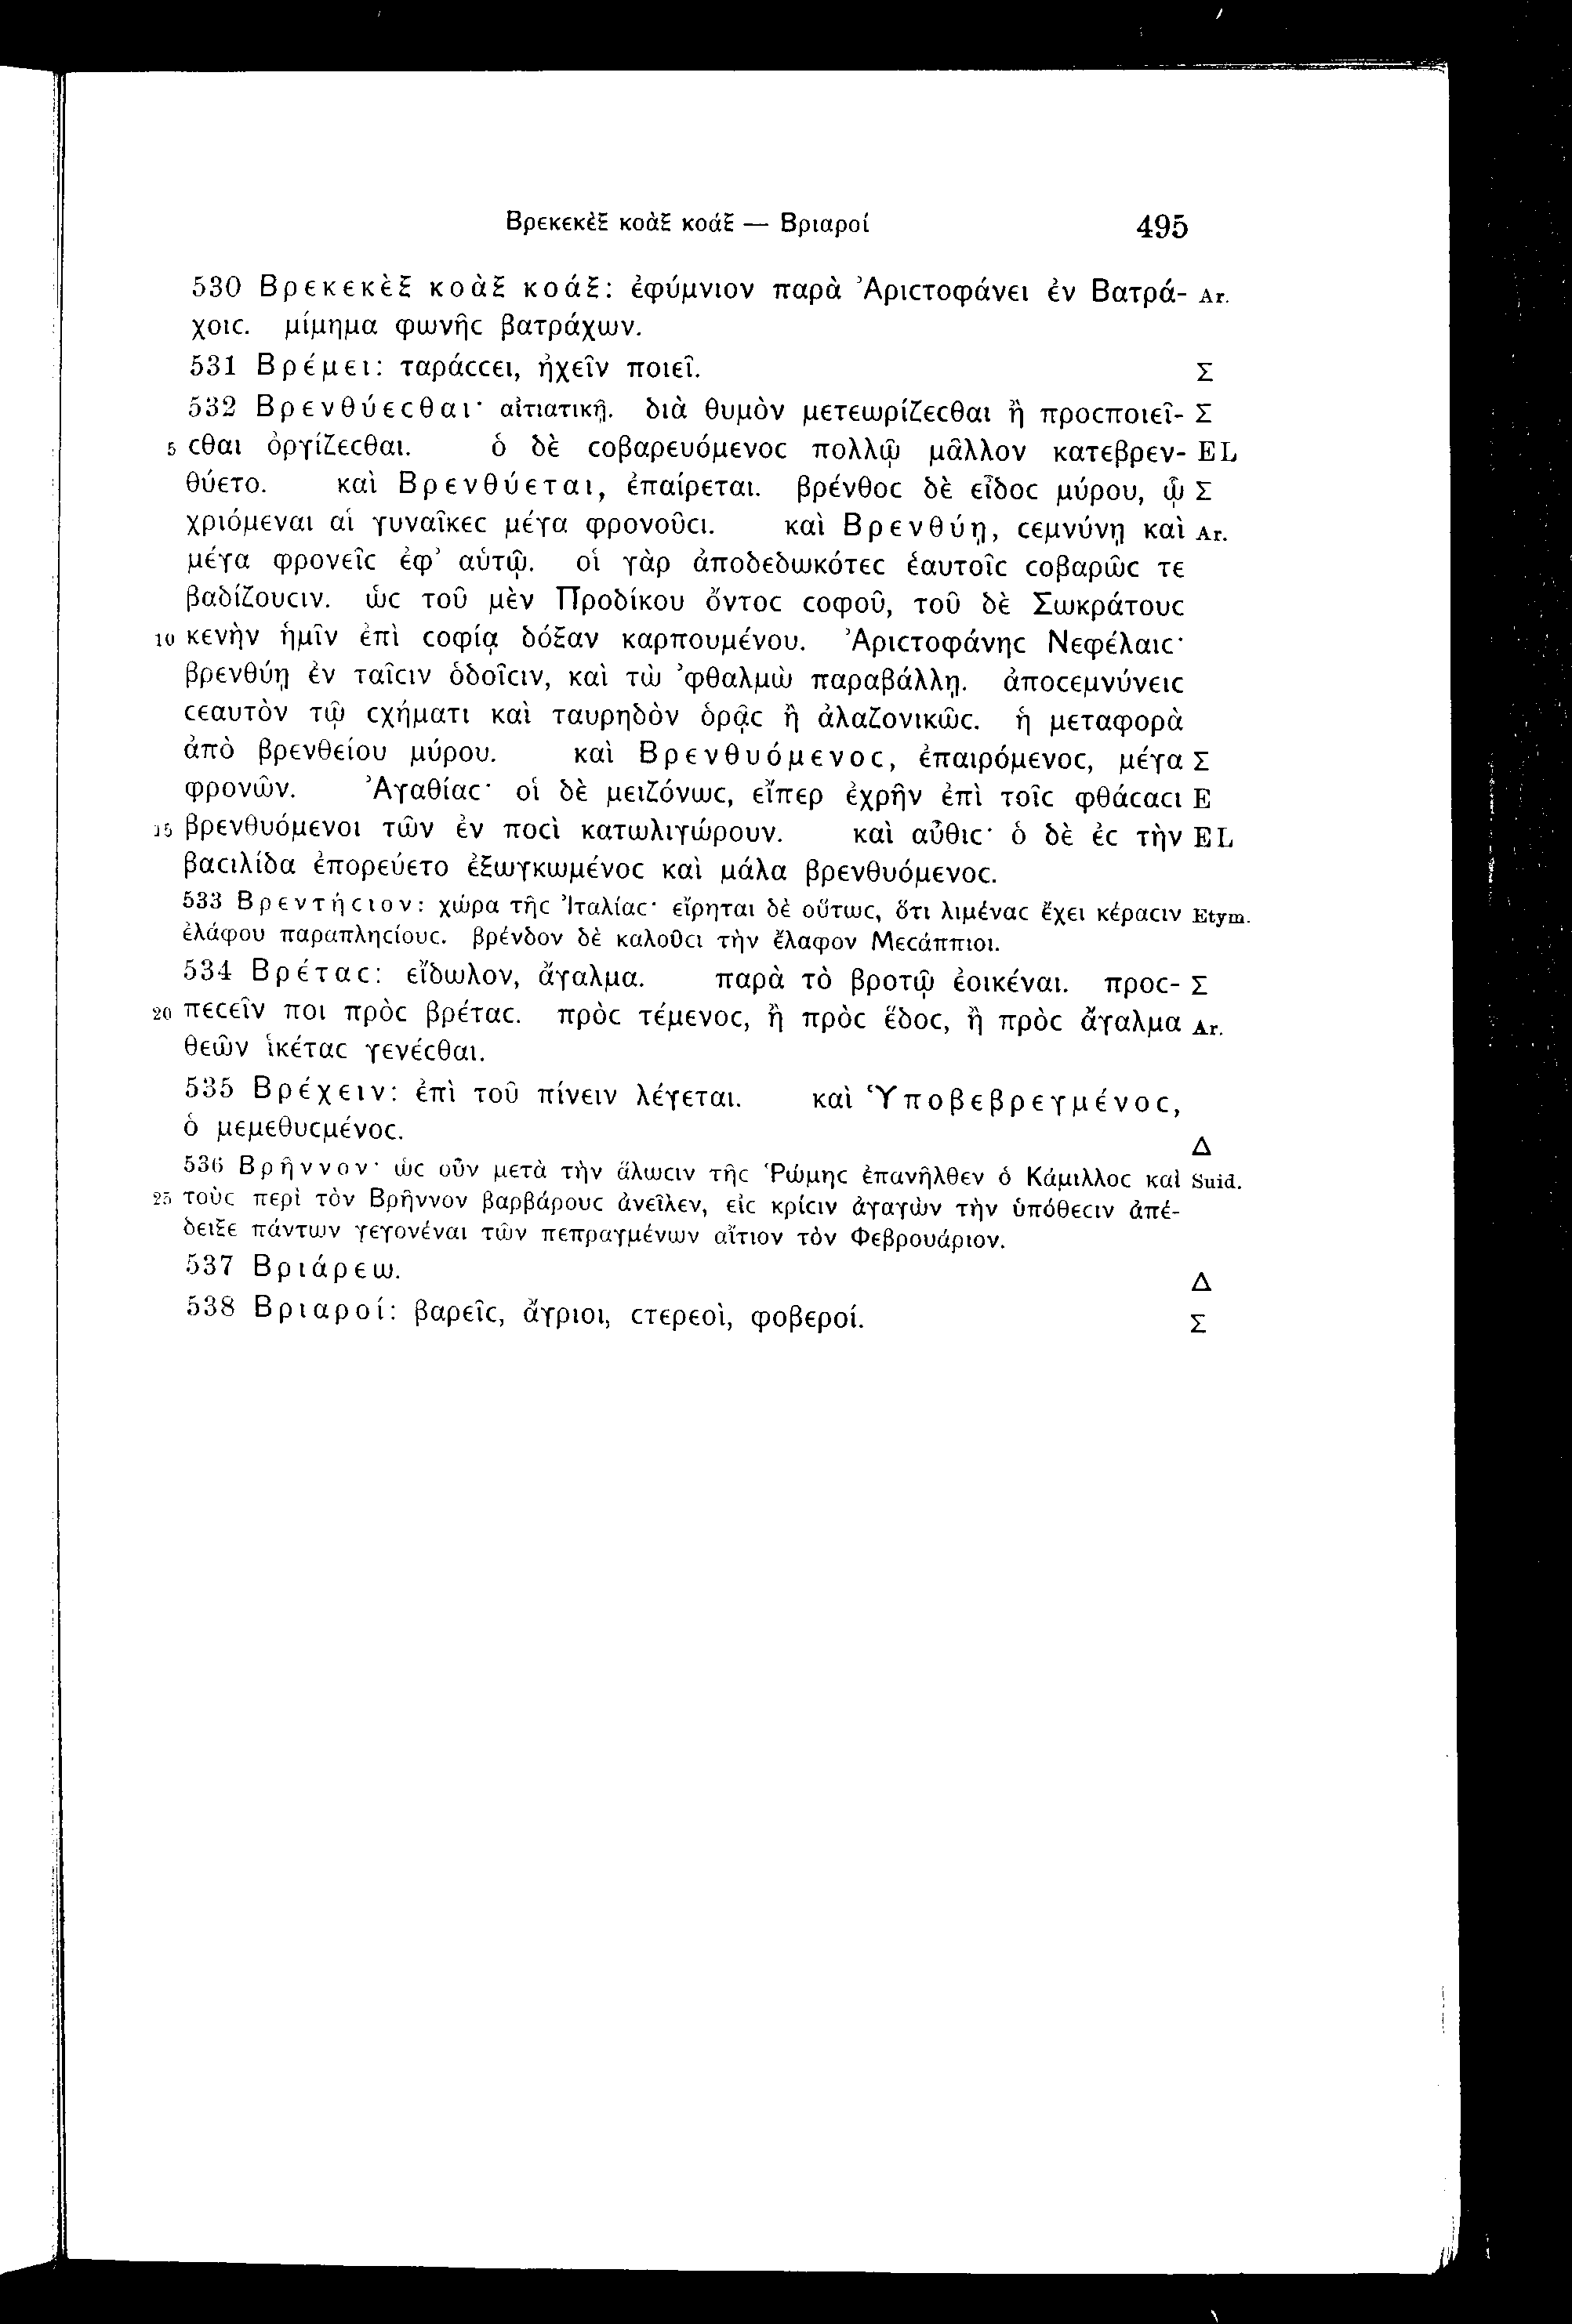 Βρεκεκὲξ κοὰξ κοάξ — Βριαροί 495
530 Βρεκεκὲξ κοὰξ κοάξ: ἐφύμνιον παρὰ Ἀριϲτοφάνει ἐν Βατρά- Ar.
χοιϲ. μίμημα φωνῆϲ βατράχων.
531 Βρέμει: ταράϲϲει, ἠχεῖν ποιεῖ. Σ
532 Βρενθύεϲθαι· αἰτιατικῇ. διὰ θυμὸν μετεωρίζεϲθαι ἢ προϲποιεῖ- Σ
5 ϲθαι ὀργίζεϲθαι. ὁ δὲ ϲοβαρευόμενοϲ πολλῷ μᾶλλον κατεβρεν- EL
θύετο. καὶ Βρενθύεται, ἐπαίρεται. βρένθοϲ δὲ εἶδοϲ μύρου, ᾧ Σ
χριόμεναι αἱ γυναῖκεϲ μέγα φρονοῦϲι. καὶ Βρενθύῃ, ϲεμνύνῃ καὶ Ar.
μέγα φρονεῖϲ ἐφ’ αὑτῷ. οἱ γὰρ ἀποδεδωκότεϲ ἑαυτοῖϲ ϲοβαρῶϲ τε
βαδίζουϲιν. ὡϲ τοῦ μὲν Προδίκου ὄντοϲ ϲοφοῦ, τοῦ δὲ Σωκράτουϲ
10 κενὴν ἡμῖν ἐπὶ ϲοφίᾳ δόξαν καρπουμένου. Ἀριϲτοφάνηϲ Νεφέλαιϲ·
βρενθύῃ ἐν ταῖϲιν ὁδοῖϲιν, καὶ τὼ ’φθαλμὼ παραβάλλῃ. ἀποϲεμνύνειϲ
ϲεαυτὸν τῷ ϲχήματι καὶ ταυρηδὸν ὁρᾷϲ ἢ ἀλαζονικῶϲ. ἡ μεταφορὰ
ἀπὸ βρενθείου μύρου. καὶ Βρενθυόμενοϲ, ἐπαιρόμενοϲ, μέγα Σ
φρονῶν. Ἀγαθίαϲ· οἱ δὲ μειζόνωϲ, εἴπερ ἐχρῆν ἐπὶ τοῖϲ φθάϲαϲι E
15 βρενθυόμενοι τῶν ἐν ποϲὶ κατωλιγώρουν. καὶ αὖθιϲ· ὁ δὲ ἐϲ τὴν EL
βαϲιλίδα ἐπορεύετο ἐξωγκωμένοϲ καὶ μάλα βρενθυόμενοϲ.
533 Βρεντήϲιον: χώρα τῆϲ Ἰταλίαϲ· εἴρηται δὲ οὕτωϲ, ὅτι λιμέναϲ ἔχει κέραϲιν Etym.
ἐλάφου παραπληϲίουϲ. βρένδον δὲ καλοῦϲι τὴν ἔλαφον Μεϲάππιοι.
534 Βρέταϲ: εἴδωλον, ἄγαλμα. παρὰ τὸ βροτῷ ἐοικέναι. προϲ- Σ
20 πεϲεῖν ποι πρὸϲ βρέταϲ. πρὸϲ τέμενοϲ, ἢ πρὸϲ ἕδοϲ, ἢ πρὸϲ ἄγαλμα Ar.
θεῶν ἱκέταϲ γενέϲθαι.
535 Βρέχειν: ἐπὶ τοῦ πίνειν λέγεται. καὶ Ὑποβεβρεγμένοϲ,
ὁ μεμεθυϲμένοϲ. Δ
536 Βρῆννον· ὡϲ οὖν μετὰ τὴν ἅλωϲιν τῆϲ Ῥώμηϲ ἐπανῆλθεν ὁ Κάμιλλοϲ καὶ Suid.
25 τοὺϲ περὶ τὸν Βρῆννον βαρβάρουϲ ἀνεῖλεν, εἰϲ κρίϲιν ἀγαγὼν τὴν ὑπόθεϲιν ἀπέ-
δειξε πάντων γεγονέναι τῶν πεπραγμένων αἴτιον τὸν Φεβρουάριον.
537 Βριάρεω. Δ
538 Βριαροί: βαρεῖϲ, ἄγριοι, ϲτερεοὶ, φοβεροί. Σ